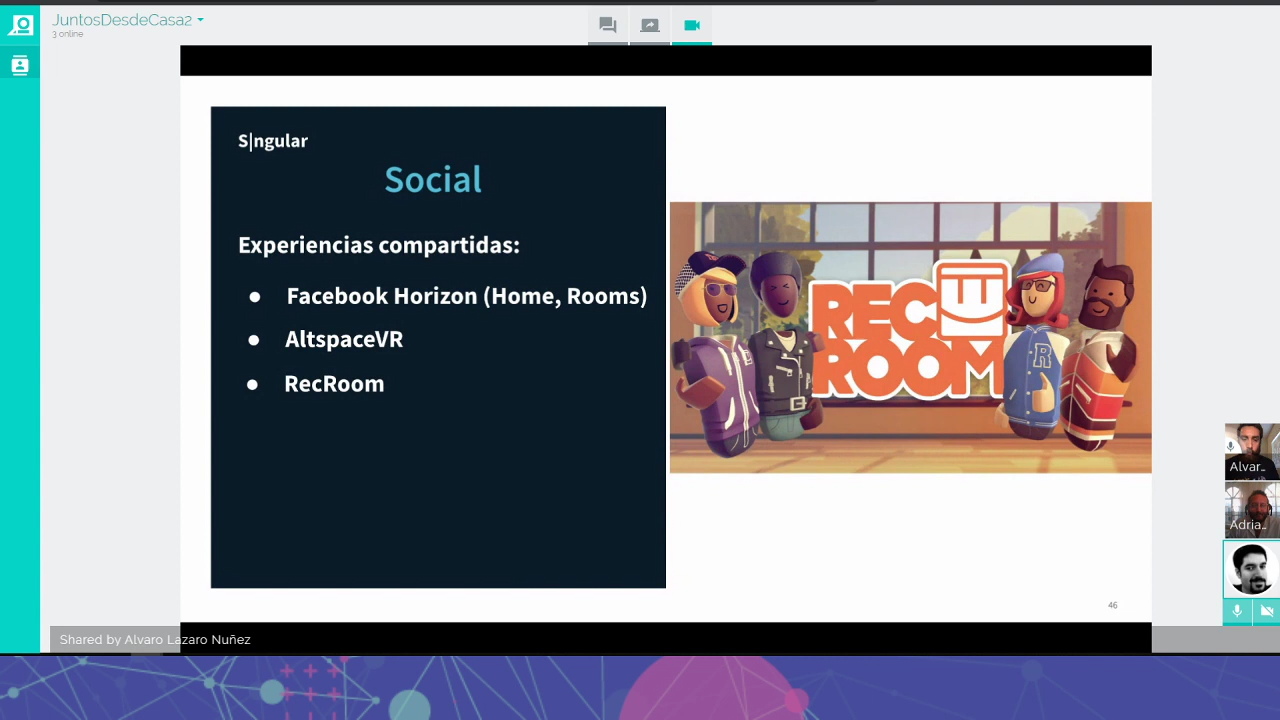 JuntosDesdeCasa2
3 online
S|ngular
Social
Experiencias compartidas:
● Facebook Horizon (Home, Rooms)
● AltspaceVR
● RecRoom
REC
ROOM
R
46
Alvar...
Adria...
Shared by Alvaro Lazaro Nuñez